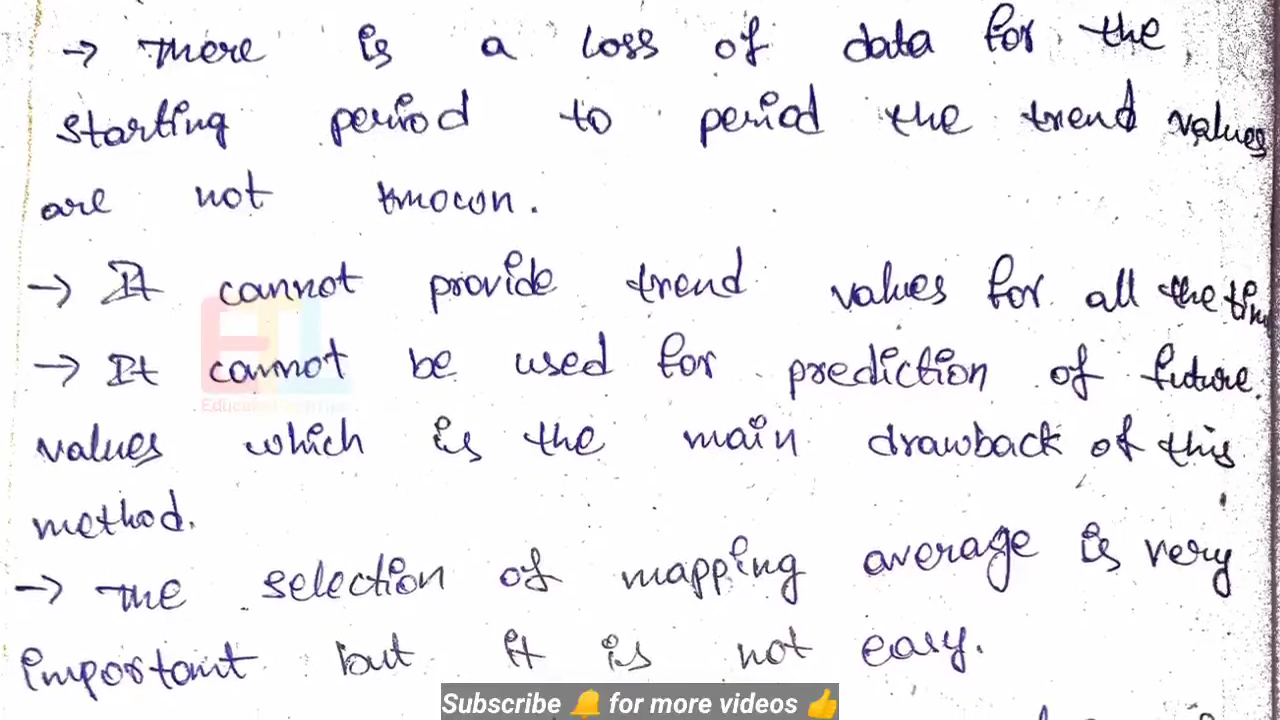 → There is a loss of data for the
starting period to period the trend values
are not known.
→ It cannot provide trend values for all the tim
→ It cannot be used for prediction of future
values which is the main drawback of this
method.
→ The selection of mapping average is very
important but it is not easy.
Subscribe 🔔 for more videos 👍